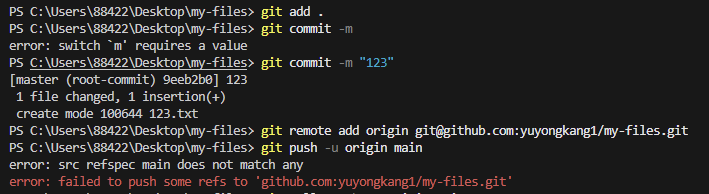 PS C:\Users\88422\Desktop\my-files> git add .
PS C:\Users\88422\Desktop\my-files> git commit -m
error: switch `m' requires a value
PS C:\Users\88422\Desktop\my-files> git commit -m "123"
[master (root-commit) 9eeb2b0] 123
 1 file changed, 1 insertion(+)
 create mode 100644 123.txt
PS C:\Users\88422\Desktop\my-files> git remote add origin git@github.com:yuyongkang1/my-files.git
PS C:\Users\88422\Desktop\my-files> git push -u origin main
error: src refspec main does not match any
error: failed to push some refs to 'github.com:yuyongkang1/my-files.git'